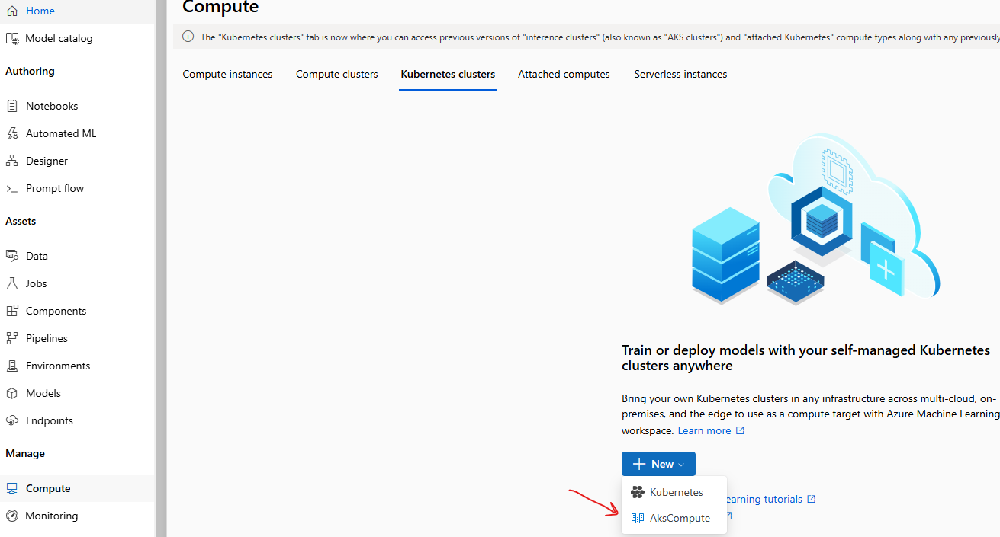 Home
Model catalog
Authoring
Notebooks
Automated ML
Designer
Prompt flow
Assets
Data
Jobs
Components
Pipelines
Environments
Models
Endpoints
Manage
Compute
Monitoring
Compute
The "Kubernetes clusters" tab is now where you can access previous versions of "inference clusters" (also known as "AKS clusters") and "attached Kubernetes" compute types along with any previously
Compute instances Compute clusters Kubernetes clusters Attached computes Serverless instances
Train or deploy models with your self-managed Kubernetes
clusters anywhere
Bring your own Kubernetes clusters in any infrastructure across multi-cloud, on-
premises, and the edge to use as a compute target with Azure Machine Learning
workspace. Learn more
New
Kubernetes
earning tutorials
AksCompute